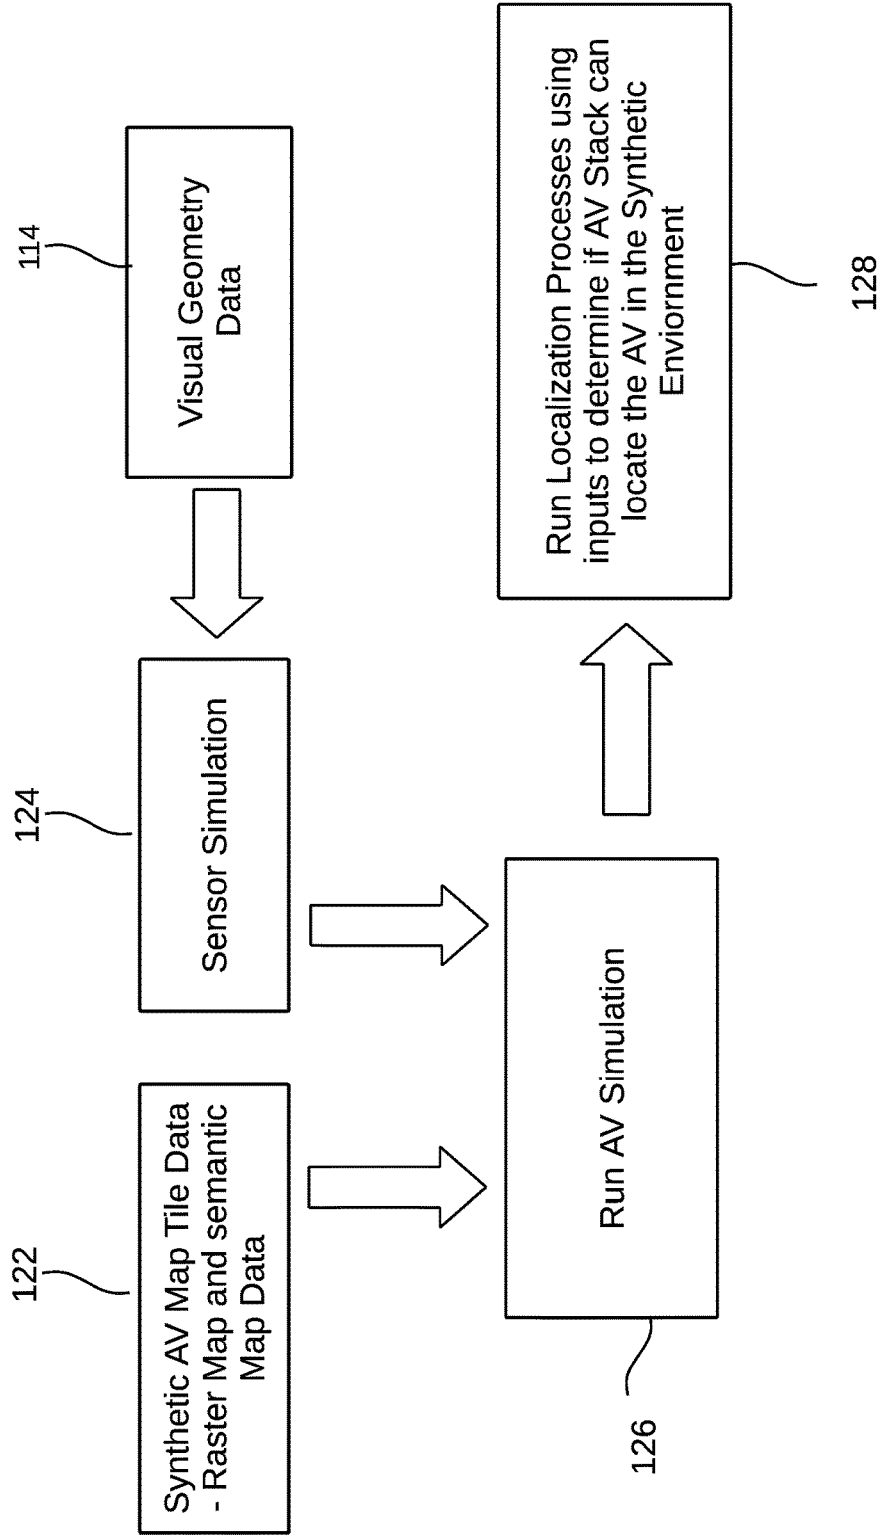 122
Synthetic AV Map Tile Data
- Raster Map and semantic
Map Data
124
Sensor Simulation
114
Visual Geometry
Data
126
Run AV Simulation
Run Localization Processes using
inputs to determine if AV Stack can
locate the AV in the Synthetic
Enviornment
128